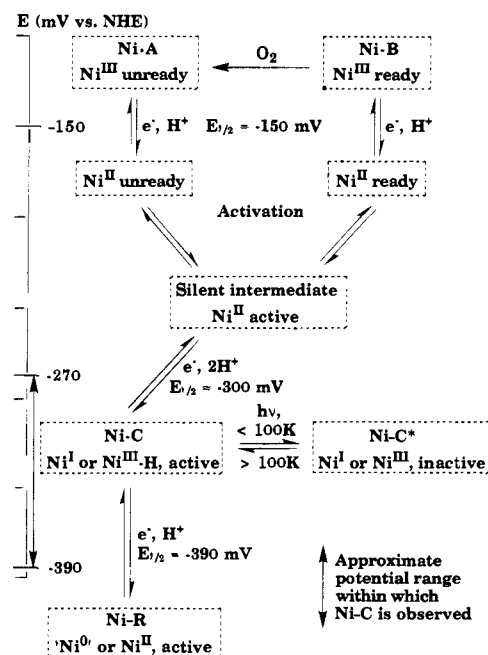 E (mV vs. NHE)
Ni-A
Ni^III unready
O₂
Ni-B
Ni^III ready
-150
e⁻, H⁺
E₁/₂ = -150 mV
e⁻, H⁺
Ni^II unready
Ni^II ready
Activation
Silent intermediate
Ni^II active
e⁻, 2H⁺
E₁/₂ = -300 mV
-270
hν,
< 100K
> 100K
Ni-C
Ni^I or Ni^III-H, active
Ni-C*
Ni^I or Ni^III, inactive
e⁻, H⁺
E₁/₂ = -390 mV
-390
Approximate
potential range
within which
Ni-C is observed
Ni-R
'Ni^0' or Ni^II, active